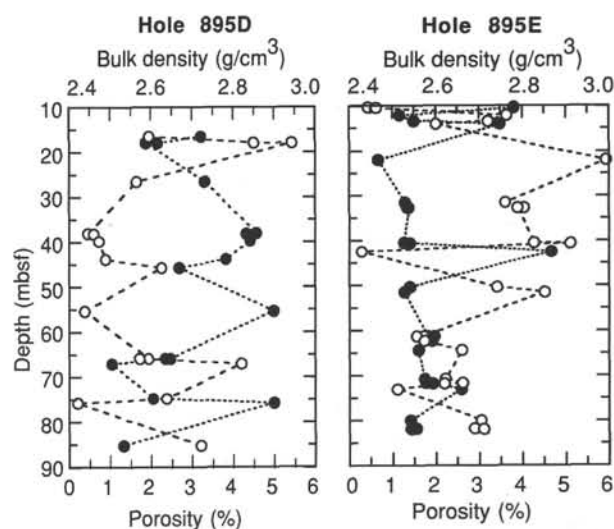 Hole 895D
Bulk density (g/cm3)
2.4 2.6 2.8 3.0
Depth (mbsf)
10
20
30
40
50
60
70
80
90
0 1 2 3 4 5 6
Porosity (%)
Hole 895E
Bulk density (g/cm3)
2.4 2.6 2.8 3.0
0 1 2 3 4 5 6
Porosity (%)